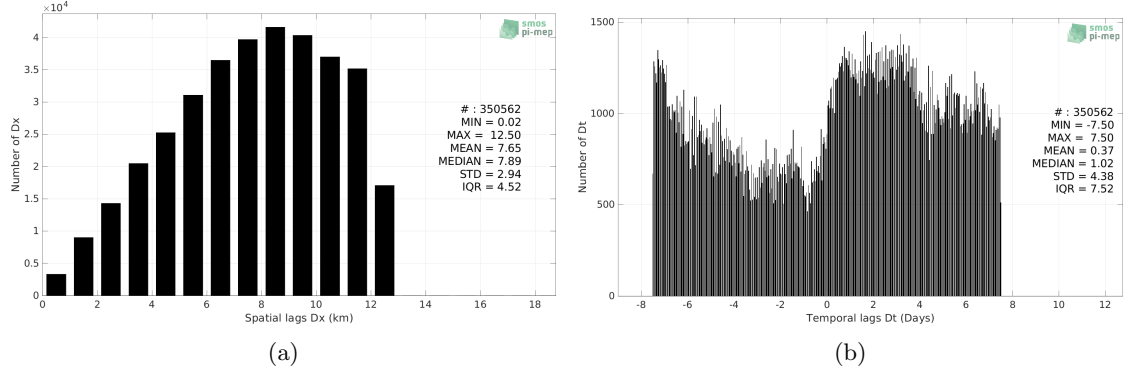 ×10⁴
4
3.5
3
2.5
2
1.5
1
0.5
0
Number of Dx
0 2 4 6 8 10 12 14 16 18
Spatial lags Dx (km)
smos
pi-mep
# : 350562
MIN = 0.02
MAX = 12.50
MEAN = 7.65
MEDIAN = 7.89
STD = 2.94
IQR = 4.52
(a)
1500
1000
500
0
Number of Dt
-8 -6 -4 -2 0 2 4 6 8 10 12
Temporal lags Dt (Days)
smos
pi-mep
# : 350562
MIN = -7.50
MAX = 7.50
MEAN = 0.37
MEDIAN = 1.02
STD = 4.38
IQR = 7.52
(b)